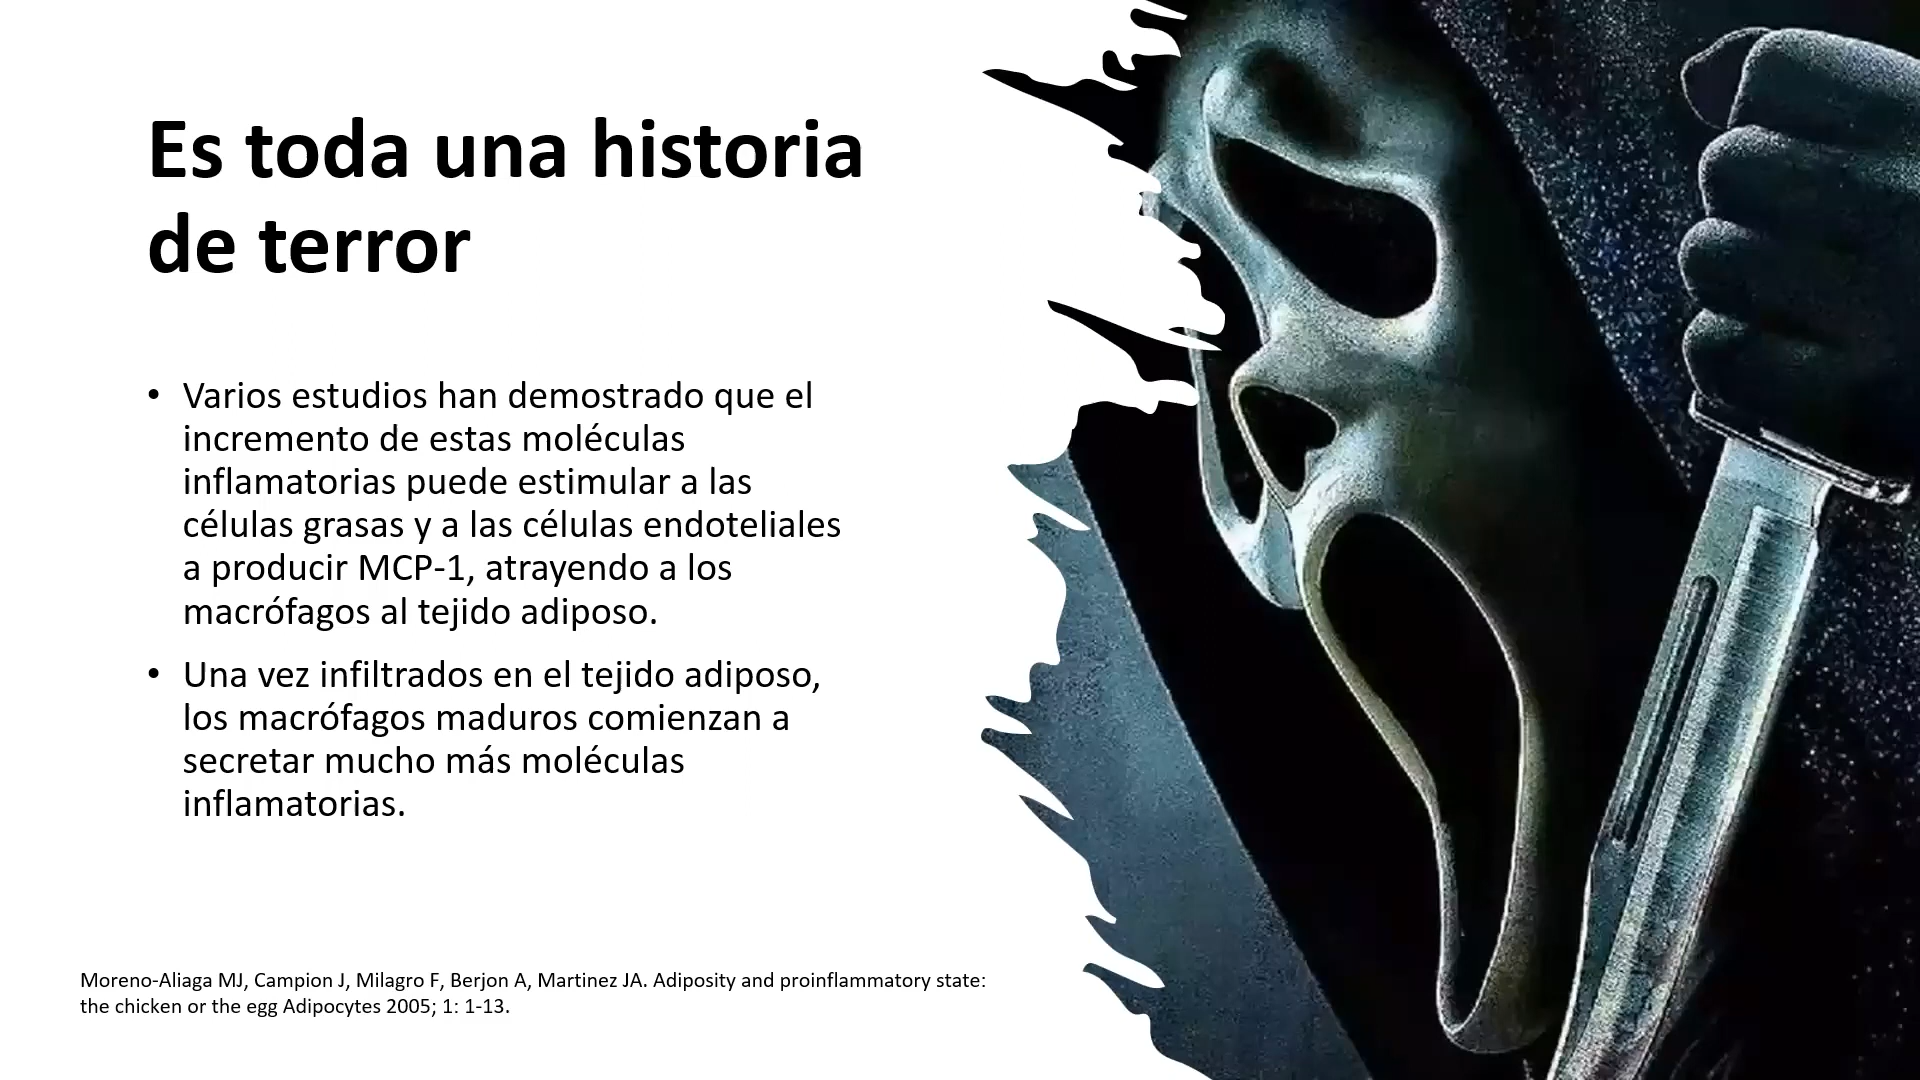 Es toda una historia
de terror
• Varios estudios han demostrado que el
incremento de estas moléculas
inflamatorias puede estimular a las
células grasas y a las células endoteliales
a producir MCP-1, atrayendo a los
macrófagos al tejido adiposo.
• Una vez infiltrados en el tejido adiposo,
los macrófagos maduros comienzan a
secretar mucho más moléculas
inflamatorias.
Moreno-Aliaga MJ, Campion J, Milagro F, Berjon A, Martinez JA. Adiposity and proinflammatory state:
the chicken or the egg Adipocytes 2005; 1: 1-13.